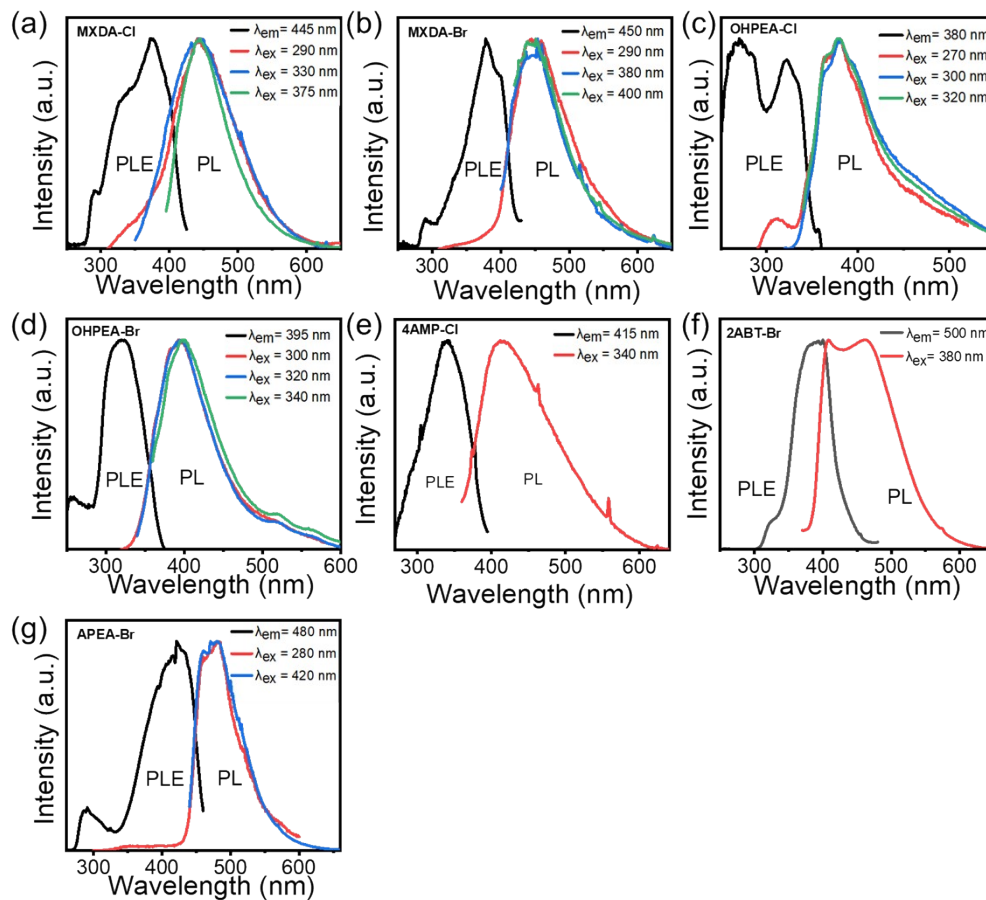 (a)
MXDA-Cl
λem= 445 nm
λex = 290 nm
λex = 330 nm
λex = 375 nm
PLE
PL
Intensity (a.u.)
300 400 500 600
Wavelength (nm)
(b)
MXDA-Br
λem= 450 nm
λex = 290 nm
λex = 380 nm
λex = 400 nm
PLE
PL
Intensity (a.u.)
300 400 500 600
Wavelength (nm)
(c)
OHPEA-Cl
λem= 380 nm
λex = 270 nm
λex = 300 nm
λex = 320 nm
PLE
PL
Intensity (a.u.)
300 400 500
Wavelength (nm)
(d)
OHPEA-Br
λem= 395 nm
λex = 300 nm
λex = 320 nm
λex = 340 nm
PLE
PL
Intensity (a.u.)
300 400 500 600
Wavelength (nm)
(e)
4AMP-Cl
λem= 415 nm
λex = 340 nm
PLE
PL
Intensity (a.u.)
300 400 500 600
Wavelength (nm)
(f)
2ABT-Br
λem= 500 nm
λex = 380 nm
PLE
PL
Intensity (a.u.)
300 400 500 600
Wavelength (nm)
(g)
APEA-Br
λem= 480 nm
λex = 280 nm
λex = 420 nm
PLE
PL
Intensity (a.u.)
300 400 500 600
Wavelength (nm)